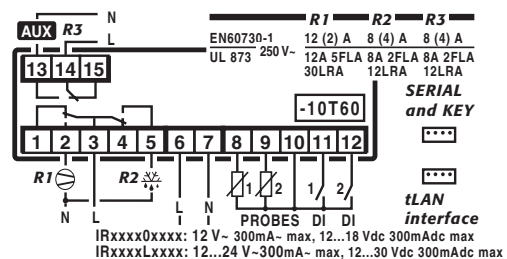 N
AUX R3 L
R1 R2 R3
EN60730-1 12 (2) A 8 (4) A 8 (4) A
UL 873 250 V~ 12A 5FLA 8A 2FLA 8A 2FLA
30LRA 12LRA 12LRA
13 14 15
SERIAL
and KEY
-10T60
1 2 3 4 5 6 7 8 9 10 11 12
R1 R2 1 2 1 2
N L L N
PROBES DI DI
tLAN
interface
IRxxxx0xxxx: 12 V~ 300mA~ max, 12...18 Vdc 300mAdc max
IRxxxxLxxxx: 12...24 V~300mA~ max, 12...30 Vdc 300mAdc max